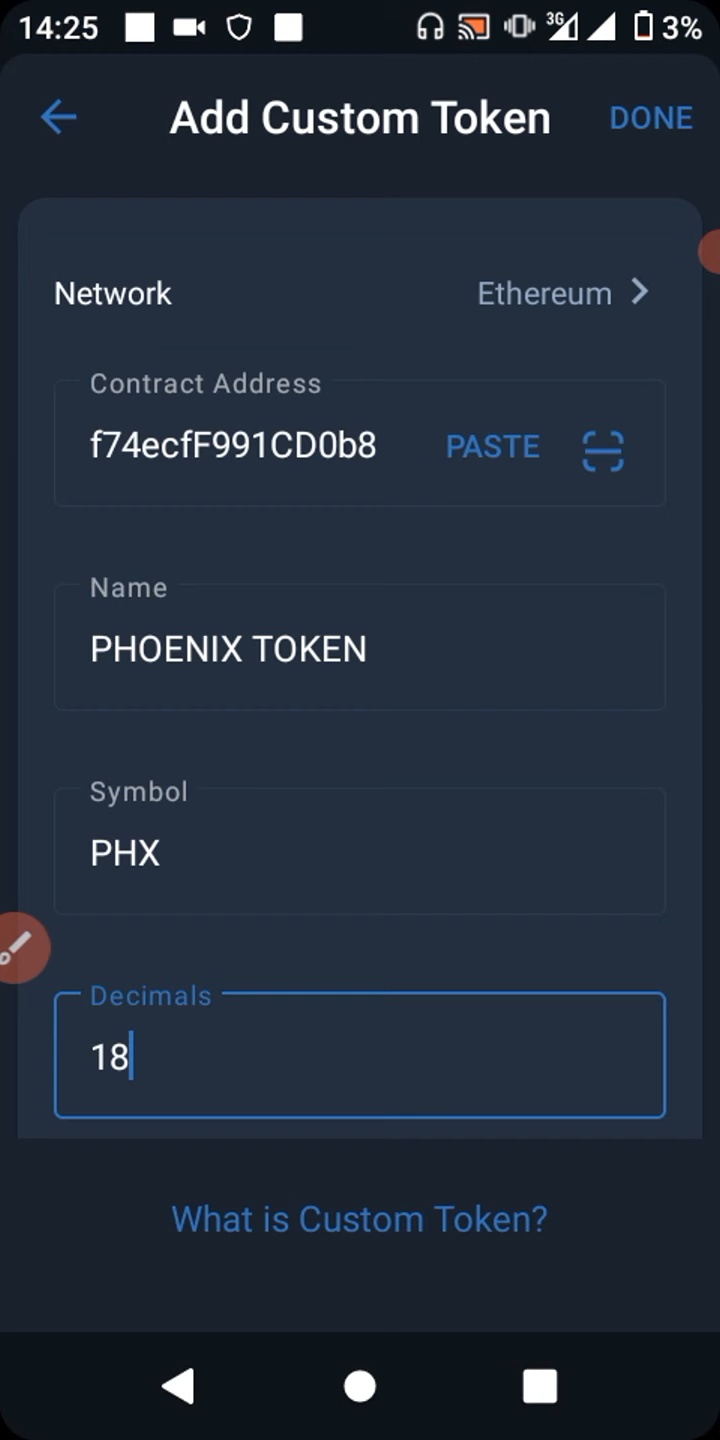 14:25 3G 3%
Add Custom Token DONE
Network Ethereum
Contract Address
f74ecfF991CD0b8 PASTE
Name
PHOENIX TOKEN
Symbol
PHX
Decimals
18
What is Custom Token?